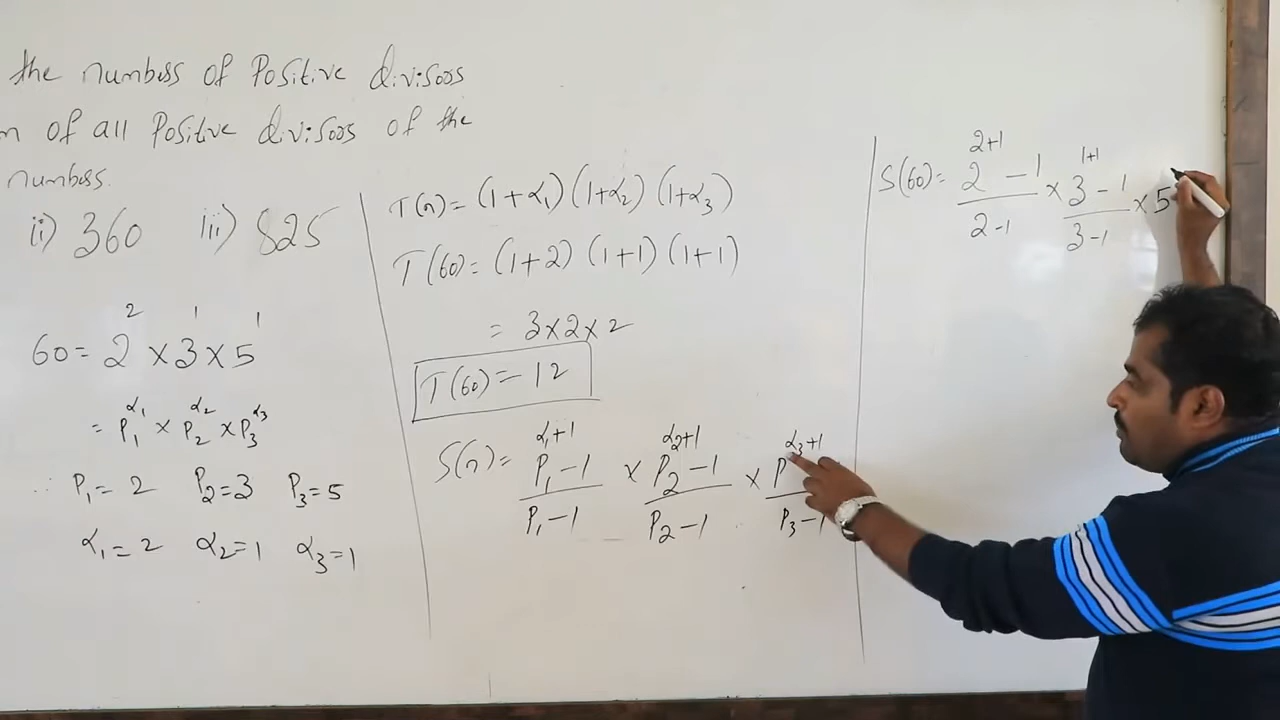 the numbers of Positive divisors
m of all Positive divisors of the
numbers.
ii) 360 iii) 825
60 = 2² × 3¹ × 5¹
= P₁^α₁ × P₂^α₂ × P₃^α₃
∴ P₁ = 2 P₂ = 3 P₃ = 5
α₁ = 2 α₂ = 1 α₃ = 1
T(n) = (1+α₁) (1+α₂) (1+α₃)
T(60) = (1+2) (1+1) (1+1)
= 3×2×2
T(60) = 12
S(n) = P₁^(α₁+1) - 1 / P₁ - 1 × P₂^(α₂+1) - 1 / P₂ - 1 × P^(α₃+1) / P₃ - 1
S(60) = 2^(2+1) - 1 / 2-1 × 3^(1+1) - 1 / 3-1 × 5